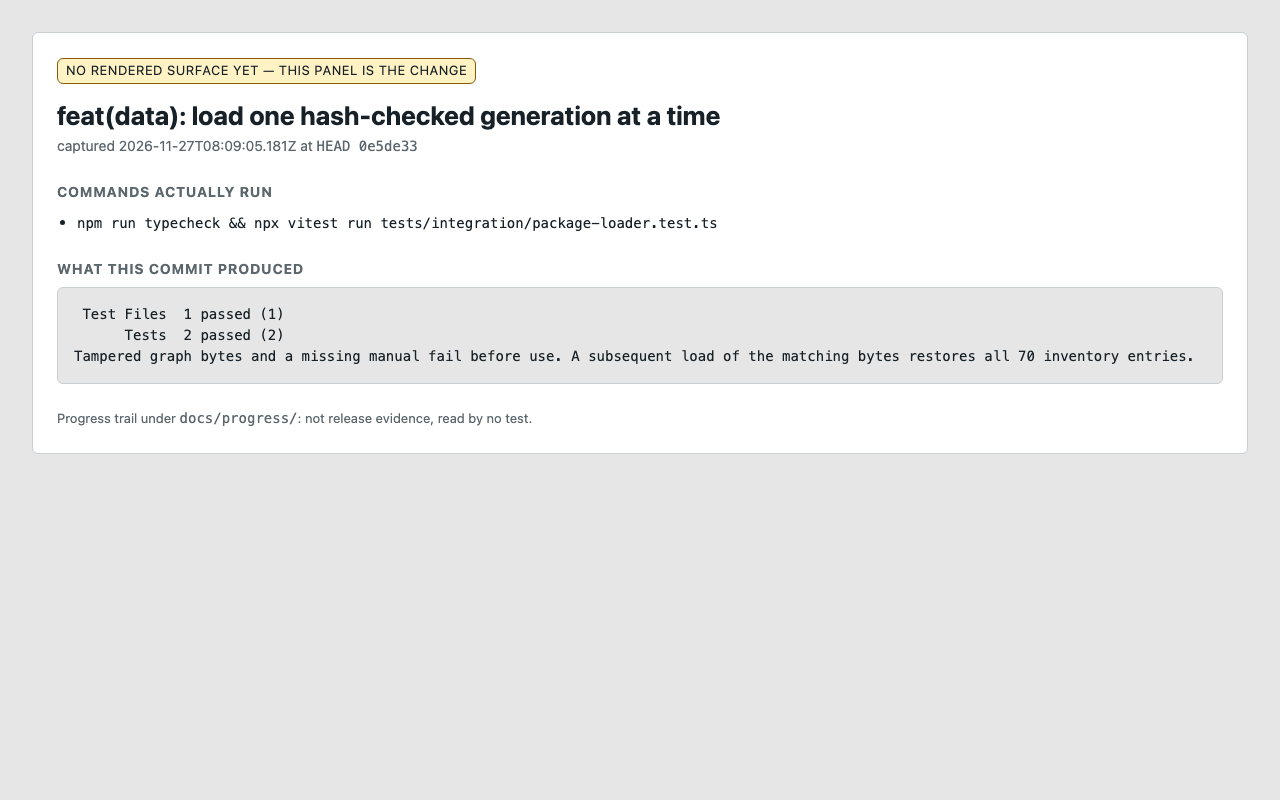 NO RENDERED SURFACE YET — THIS PANEL IS THE CHANGE
feat(data): load one hash-checked generation at a time
captured 2026-11-27T08:09:05.181Z at HEAD 0e5de33
COMMANDS ACTUALLY RUN
• npm run typecheck && npx vitest run tests/integration/package-loader.test.ts
WHAT THIS COMMIT PRODUCED
Test Files  1 passed (1)
Tests  2 passed (2)
Tampered graph bytes and a missing manual fail before use. A subsequent load of the matching bytes restores all 70 inventory entries.
Progress trail under docs/progress/: not release evidence, read by no test.